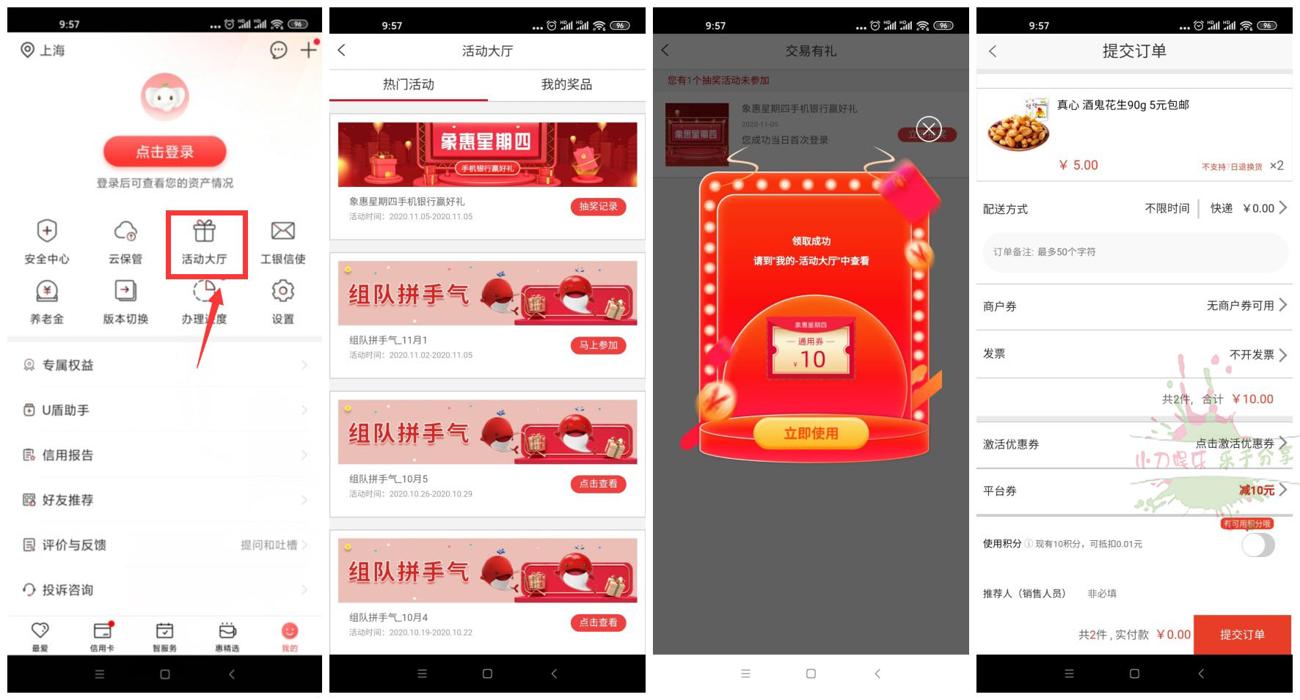 9:57
HD
HD
96
上海
点击登录
登录后可查看您的资产情况
安全中心
云保管
活动大厅
工银信使
养老金
版本切换
办理进度
设置
专属权益
U盾助手
信用报告
好友推荐
评价与反馈
提问和吐槽
投诉咨询
最爱
信用卡
智服务
惠精选
我的
9:57
HD
HD
96
活动大厅
热门活动
我的奖品
象惠星期四
手机银行赢好礼
象惠星期四手机银行赢好礼
活动时间：2020.11.05-2020.11.05
抽奖记录
组队拼手气
组队拼手气_11月1
活动时间：2020.11.02-2020.11.05
马上参加
组队拼手气
组队拼手气_10月5
活动时间：2020.10.26-2020.10.29
点击查看
组队拼手气
组队拼手气_10月4
活动时间：2020.10.19-2020.10.22
点击查看
9:57
HD
HD
96
交易有礼
您有1个抽奖活动未参加
象惠星期四
象惠星期四手机银行赢好礼
2020-11-05
您成功当日首次登录
领取成功
请到"我的-活动大厅"中查看
象惠星期四
通用券
¥10
立即使用
9:57
HD
HD
96
提交订单
真心 酒鬼花生90g 5元包邮
¥ 5.00
不支持7日退换货 ×2
配送方式
不限时间 快递 ¥0.00
订单备注: 最多50个字符
商户券
无商户券可用
发票
不开发票
共2件, 合计 ¥10.00
激活优惠券
点击激活优惠券
小刀娱乐 乐于分享
平台券
减10元
有可用积分哦
使用积分 现有10积分，可抵扣0.01元
推荐人（销售人员） 非必填
共2件, 实付款 ¥0.00
提交订单